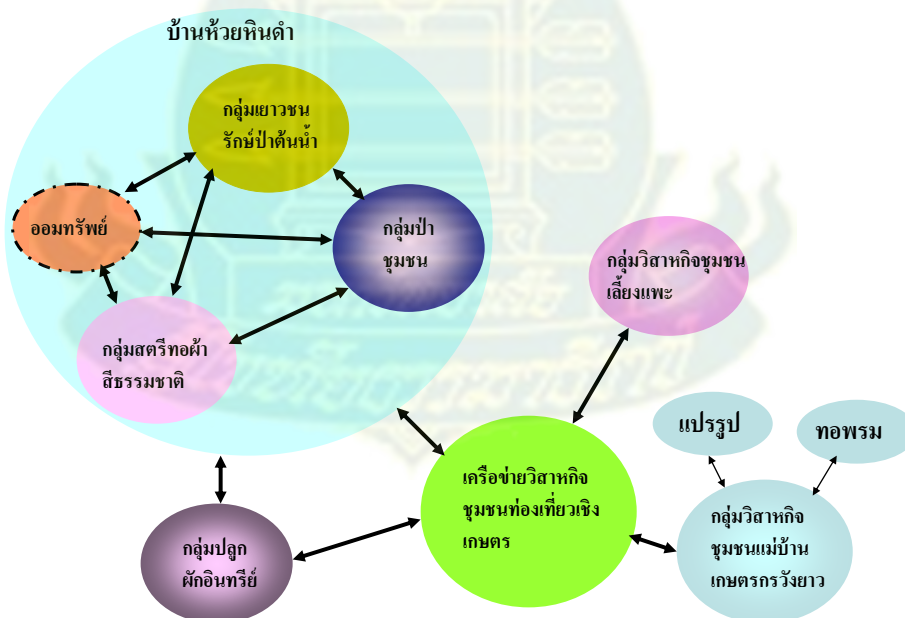 บ้านห้วยหินดำ
กลุ่มเยาวชน
รักษ์ป่าต้นน้ำ
ออมทรัพย์
กลุ่มป่า
ชุมชน
กลุ่มสตรีทอผ้า
สีธรรมชาติ
กลุ่มวิสาหกิจชุมชน
เลี้ยงแพะ
แปรรูป
ทอพรม
เครือข่ายวิสาหกิจ
ชุมชนท่องเที่ยวเชิง
เกษตร
กลุ่มวิสาหกิจ
ชุมชนแม่บ้าน
เกษตรกรวังยาว
กลุ่มปลูก
ผักอินทรีย์